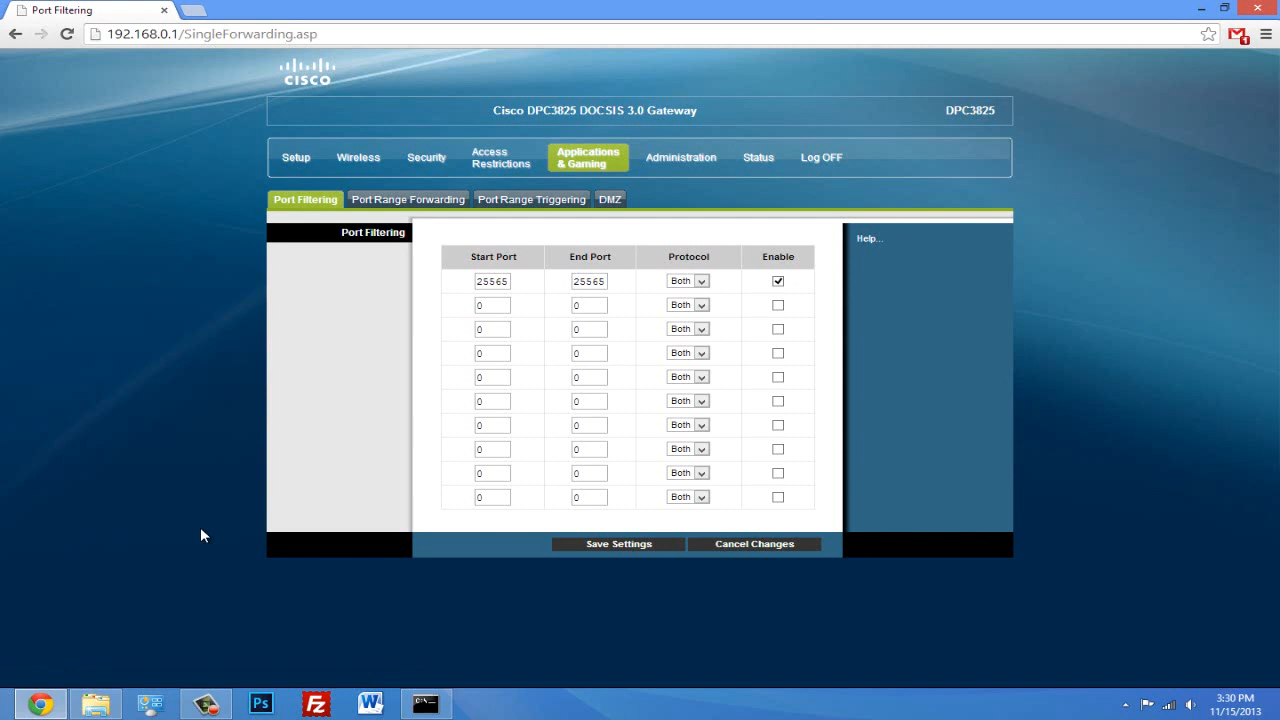 Port Filtering
192.168.0.1/SingleForwarding.asp
1
CISCO
Cisco DPC3825 DOCSIS 3.0 Gateway
DPC3825
Setup
Wireless
Security
Access
Restrictions
Applications
& Gaming
Administration
Status
Log OFF
Port Filtering
Port Range Forwarding
Port Range Triggering
DMZ
Port Filtering
Help...
Start Port End Port Protocol Enable
25565 25565 Both
0 0 Both
0 0 Both
0 0 Both
0 0 Both
0 0 Both
0 0 Both
0 0 Both
0 0 Both
0 0 Both
Save Settings
Cancel Changes
Ps
Fz
W
C:\
3:30 PM
11/15/2013